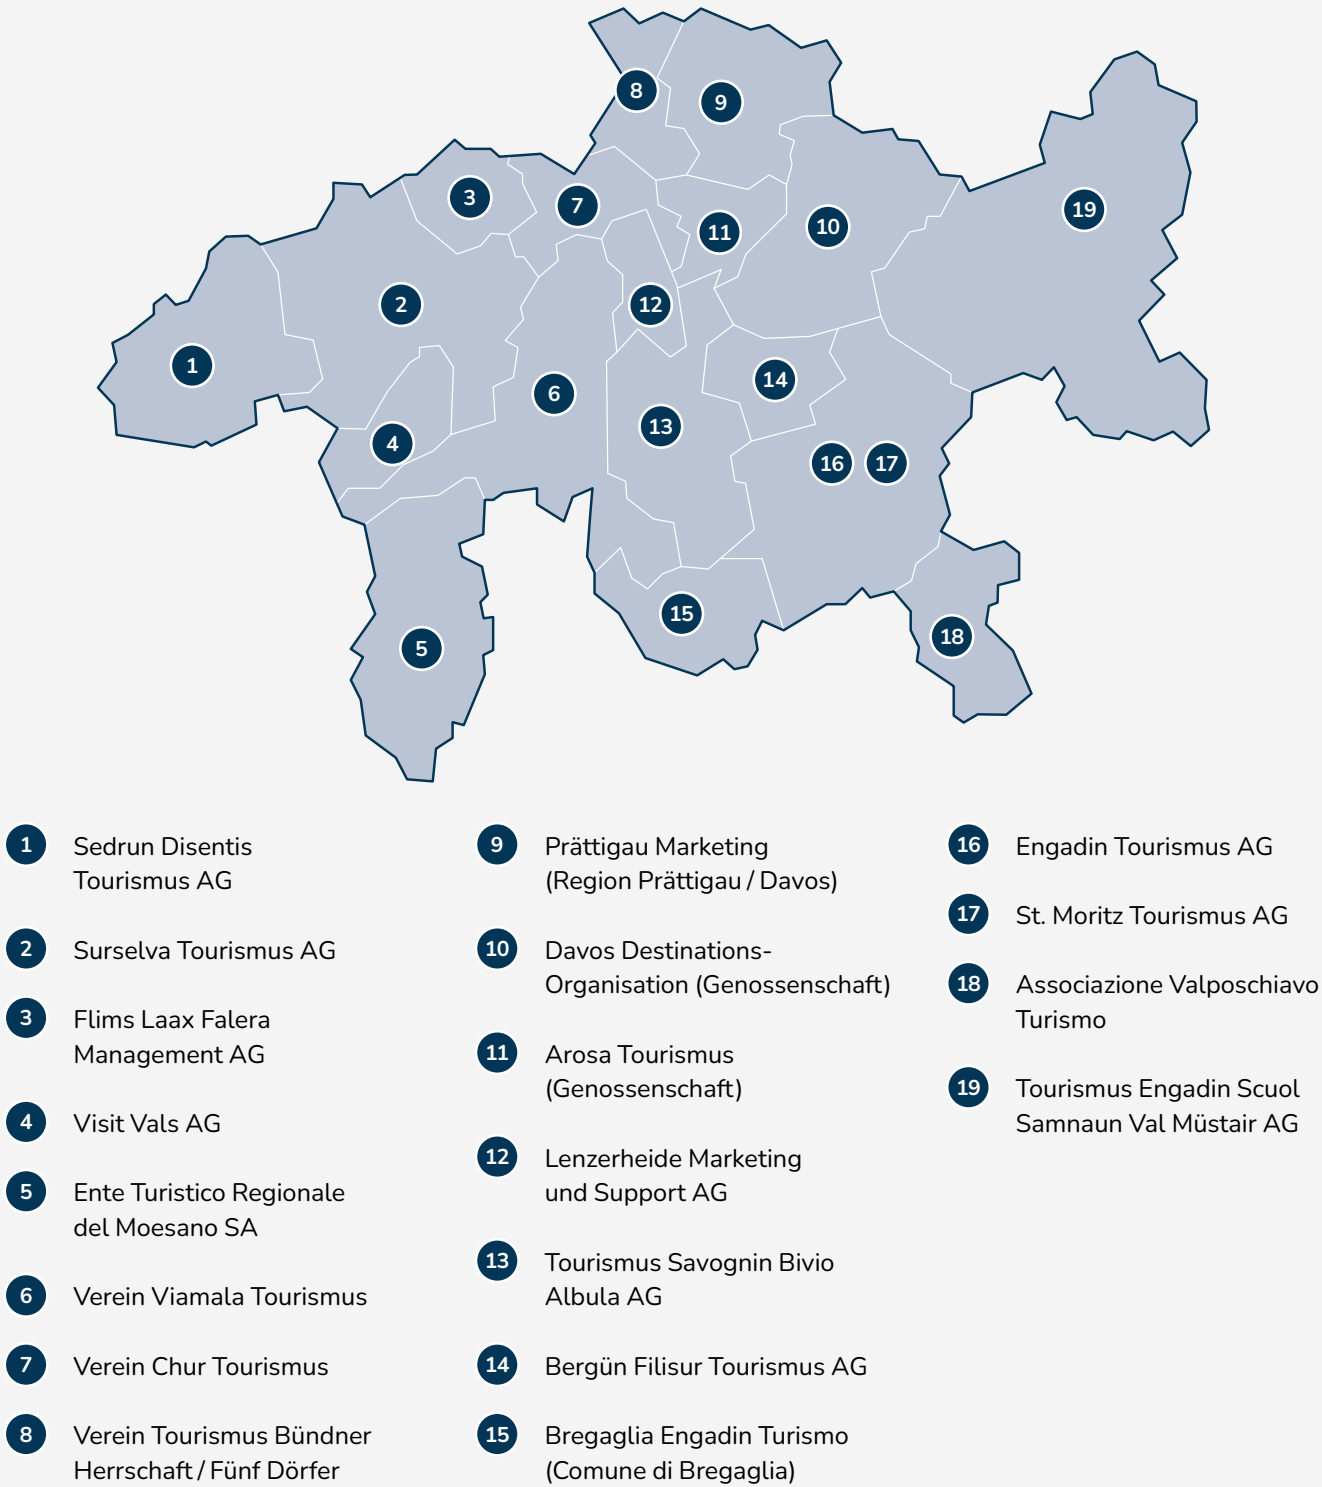 8
9
3
7
19
11
10
2
12
1
14
6
13
4
16
17
15
18
5
1 Sedrun Disentis
Tourismus AG
2 Surselva Tourismus AG
3 Flims Laax Falera
Management AG
4 Visit Vals AG
5 Ente Turistico Regionale
del Moesano SA
6 Verein Viamala Tourismus
7 Verein Chur Tourismus
8 Verein Tourismus Bündner
Herrschaft / Fünf Dörfer
9 Prättigau Marketing
(Region Prättigau / Davos)
10 Davos Destinations-
Organisation (Genossenschaft)
11 Arosa Tourismus
(Genossenschaft)
12 Lenzerheide Marketing
und Support AG
13 Tourismus Savognin Bivio
Albula AG
14 Bergün Filisur Tourismus AG
15 Bregaglia Engadin Turismo
(Comune di Bregaglia)
16 Engadin Tourismus AG
17 St. Moritz Tourismus AG
18 Associazione Valposchiavo
Turismo
19 Tourismus Engadin Scuol
Samnaun Val Müstair AG